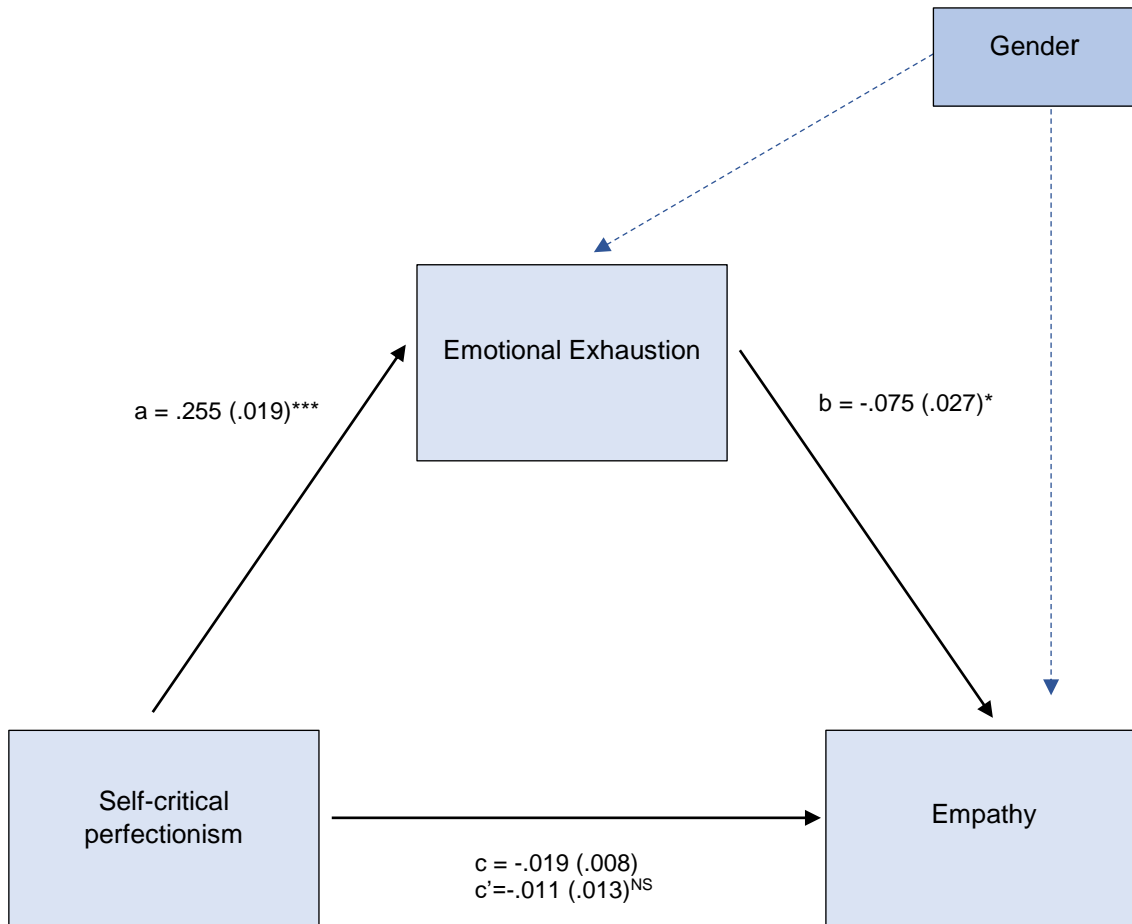 Gender
Emotional Exhaustion
a = .255 (.019)***
b = -.075 (.027)*
Self-critical
perfectionism
Empathy
c = -.019 (.008)
c’=-.011 (.013)NS